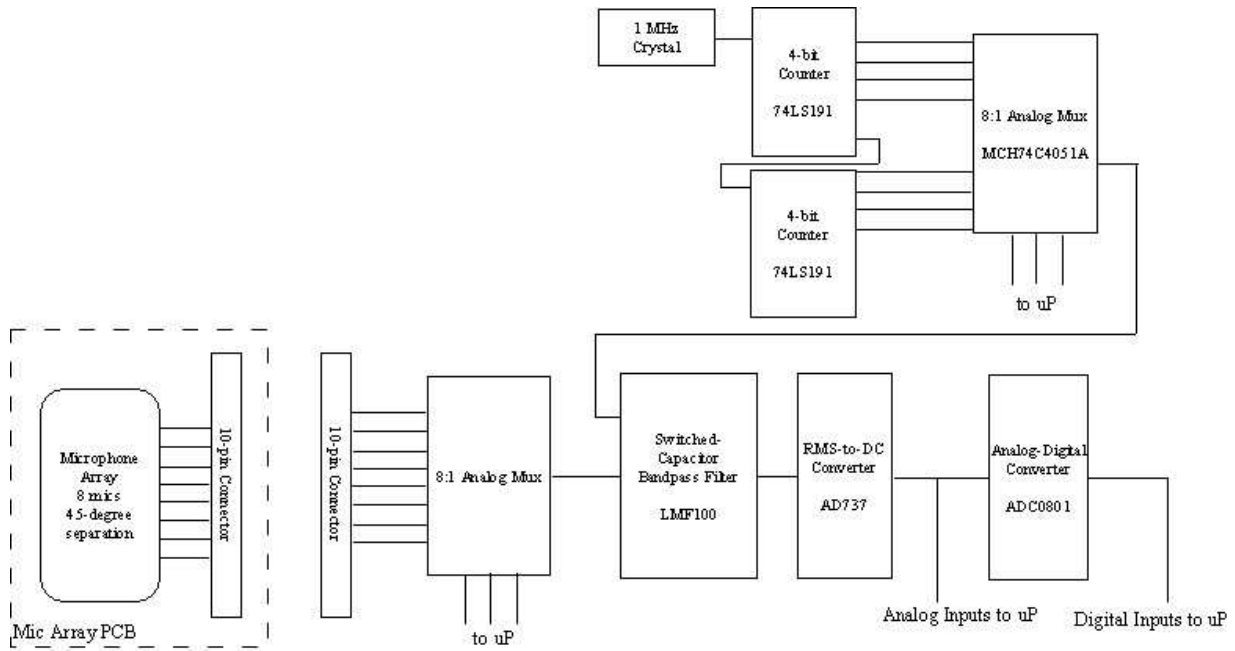 1 MHz
Crystal
4-bit
Counter
74LS191
8:1 Analog Mux
MCH74C4051A
4-bit
Counter
74LS191
to uP
Microphone
Array
8 mics
45-degree
separation
10-pin Connector
Mic Array PCB
10-pin Connector
8:1 Analog Mux
to uP
Switched-
Capacitor
Bandpass Filter
LMF100
RMS-to-DC
Converter
AD737
Analog-Digital
Converter
ADC0801
Analog Inputs to uP
Digital Inputs to uP